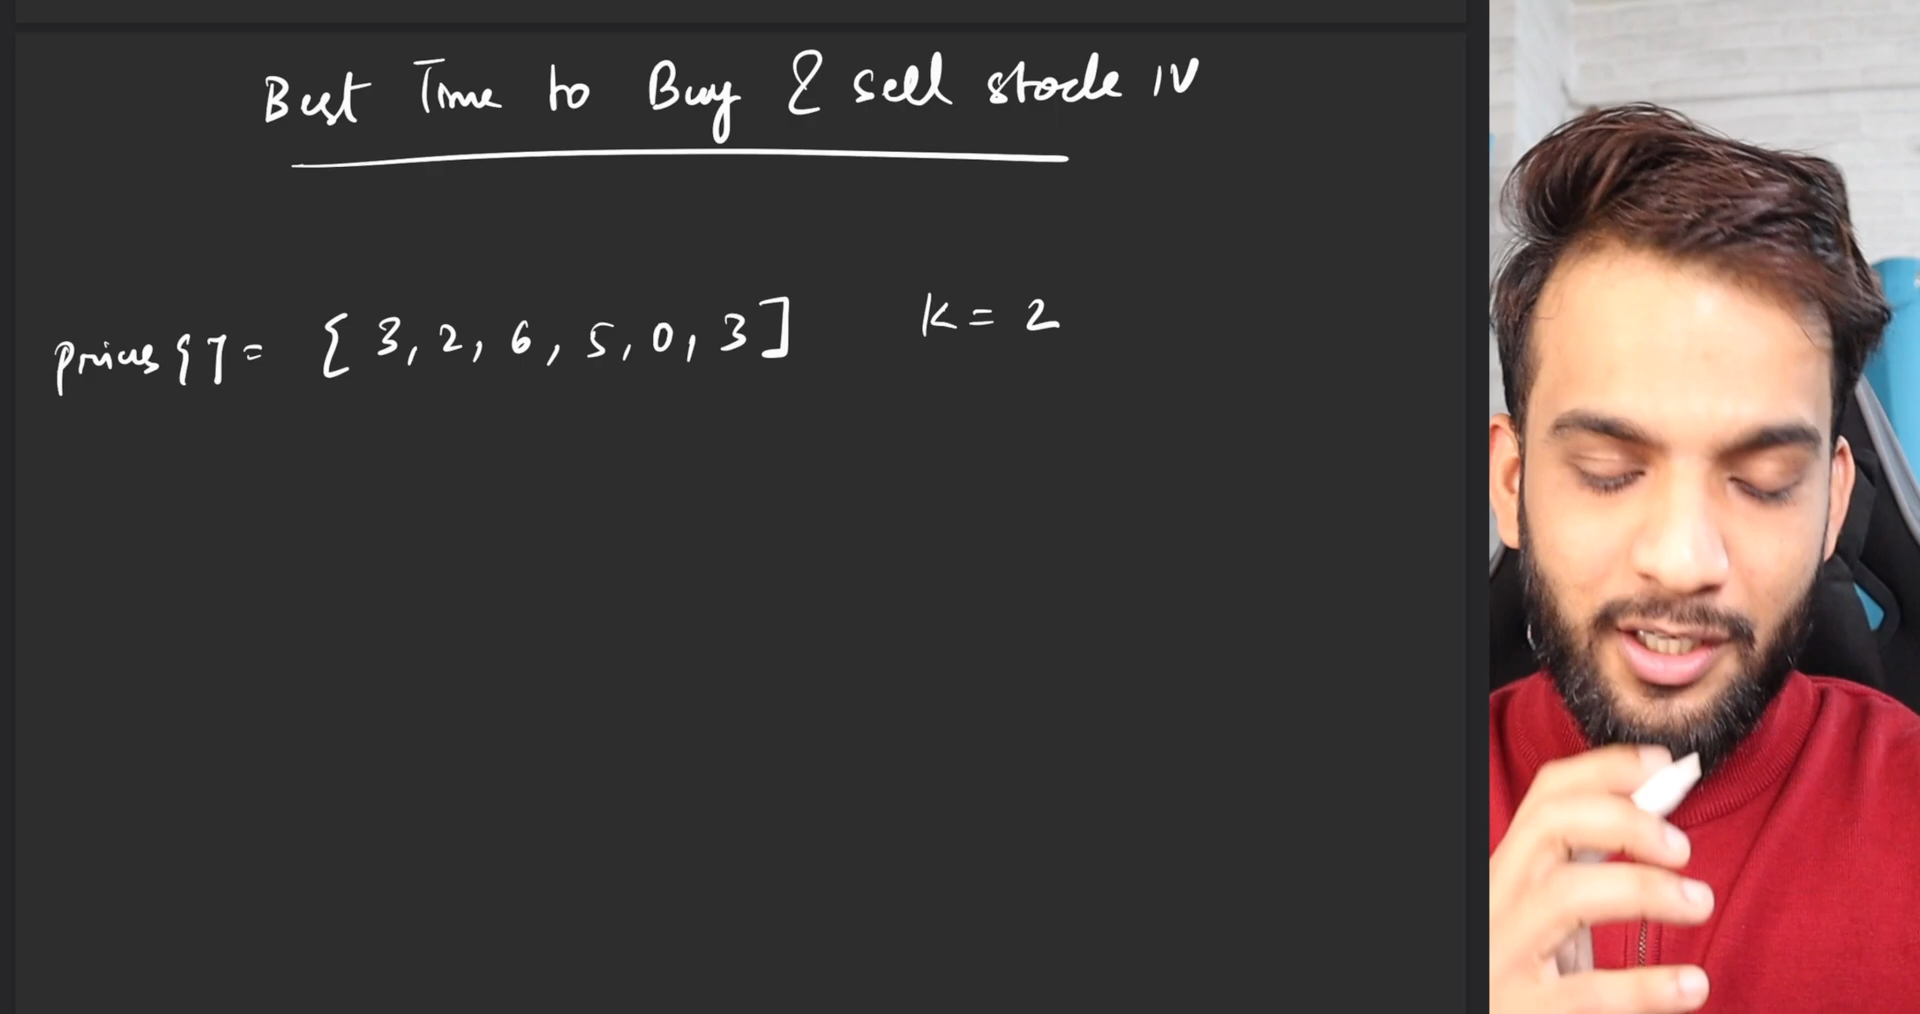 Best Time to Buy & sell stock IV
prices[] = [3, 2, 6, 5, 0, 3] K = 2